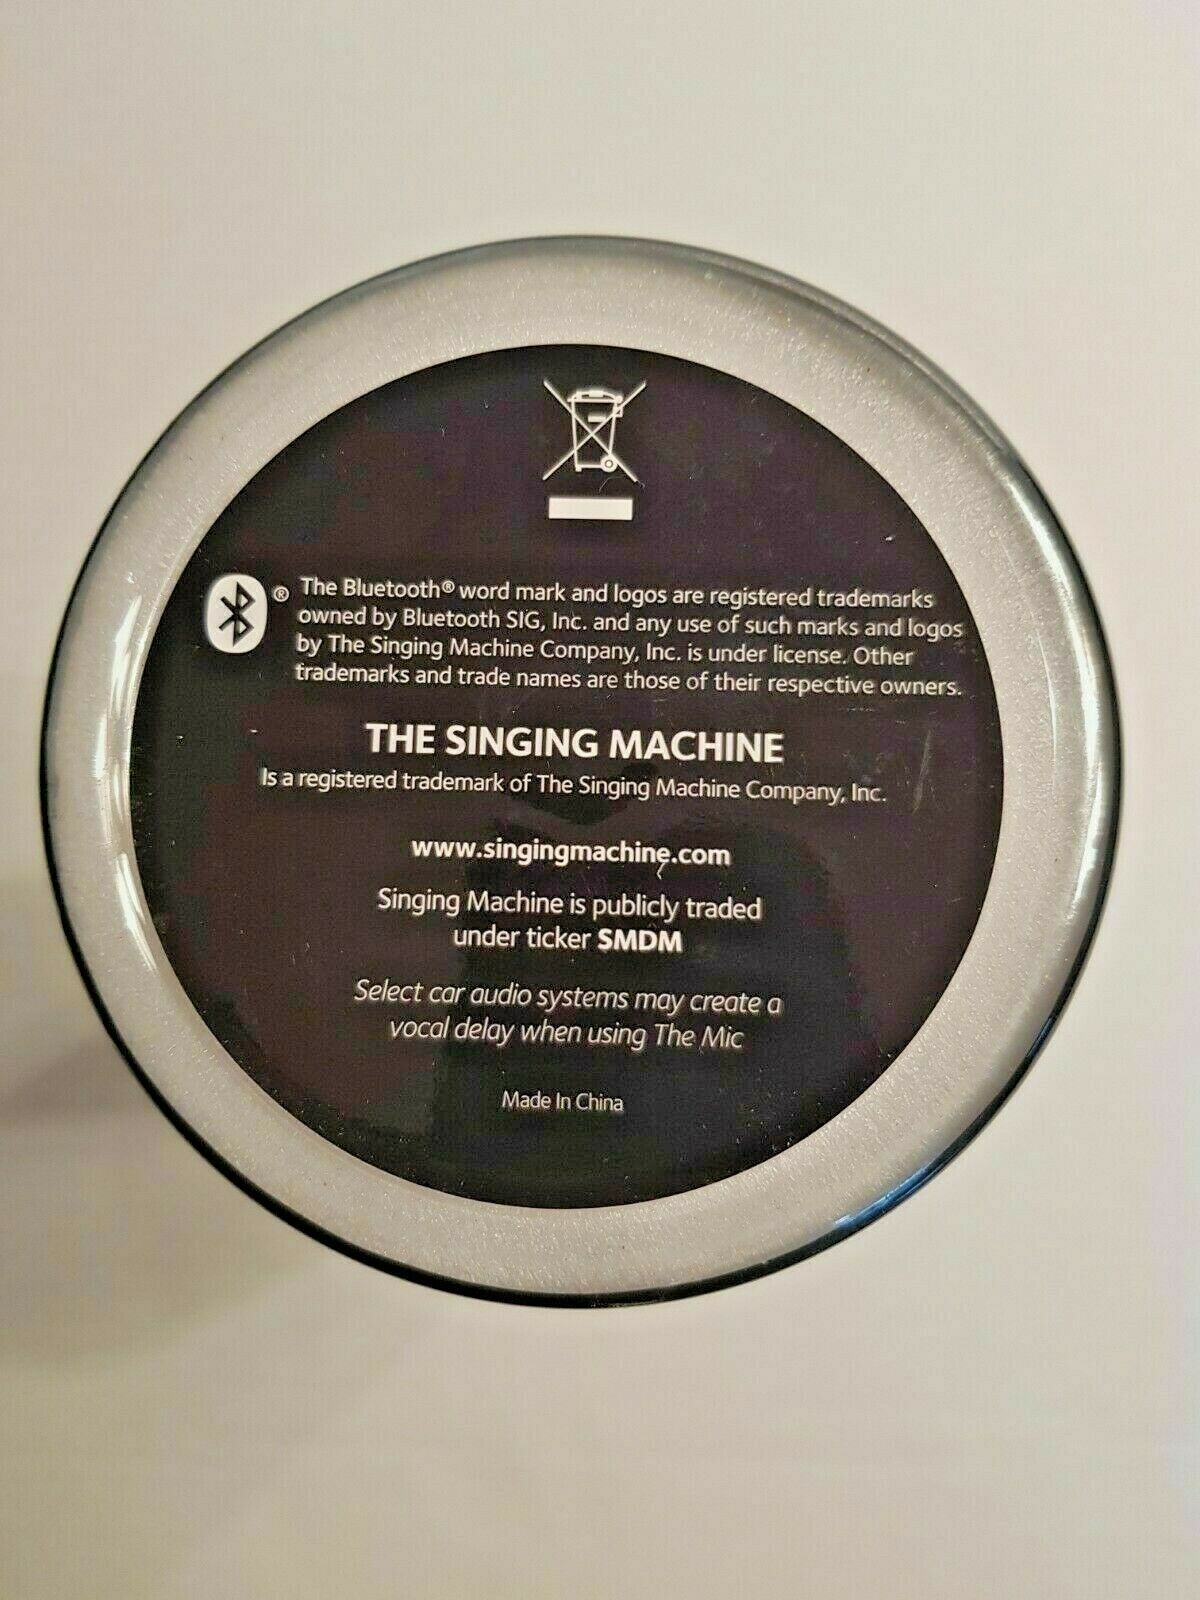 ® The Bluetooth® word mark and logos are registered trademarks
owned by Bluetooth SIG, Inc. and any use of such marks and logos
by The Singing Machine Company, Inc. is under license. Other
trademarks and trade names are those of their respective owners.
THE SINGING MACHINE
Is a registered trademark of The Singing Machine Company, Inc.
www.singingmachine.com
Singing Machine is publicly traded
under ticker SMDM
Select car audio systems may create a
vocal delay when using The Mic
Made In China